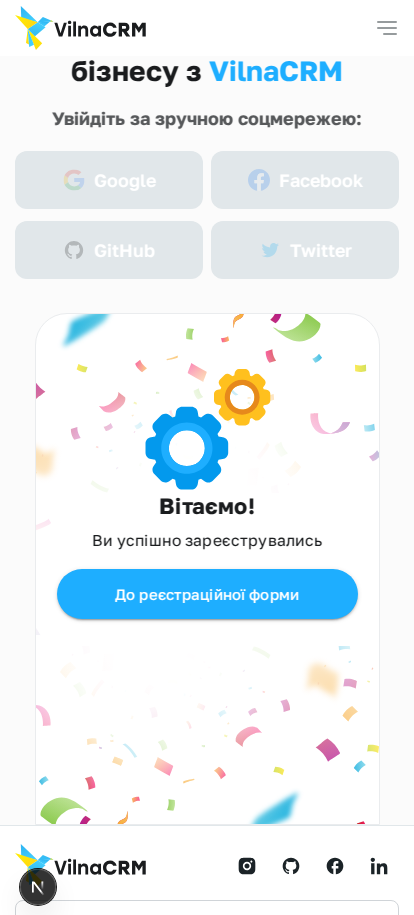 VilnaCRM
бізнесу з VilnaCRM
Увійдіть за зручною соцмережею:
Google
Facebook
GitHub
Twitter
Вітаємо!
Ви успішно зареєструвались
До реєстраційної форми
VilnaCRM
N